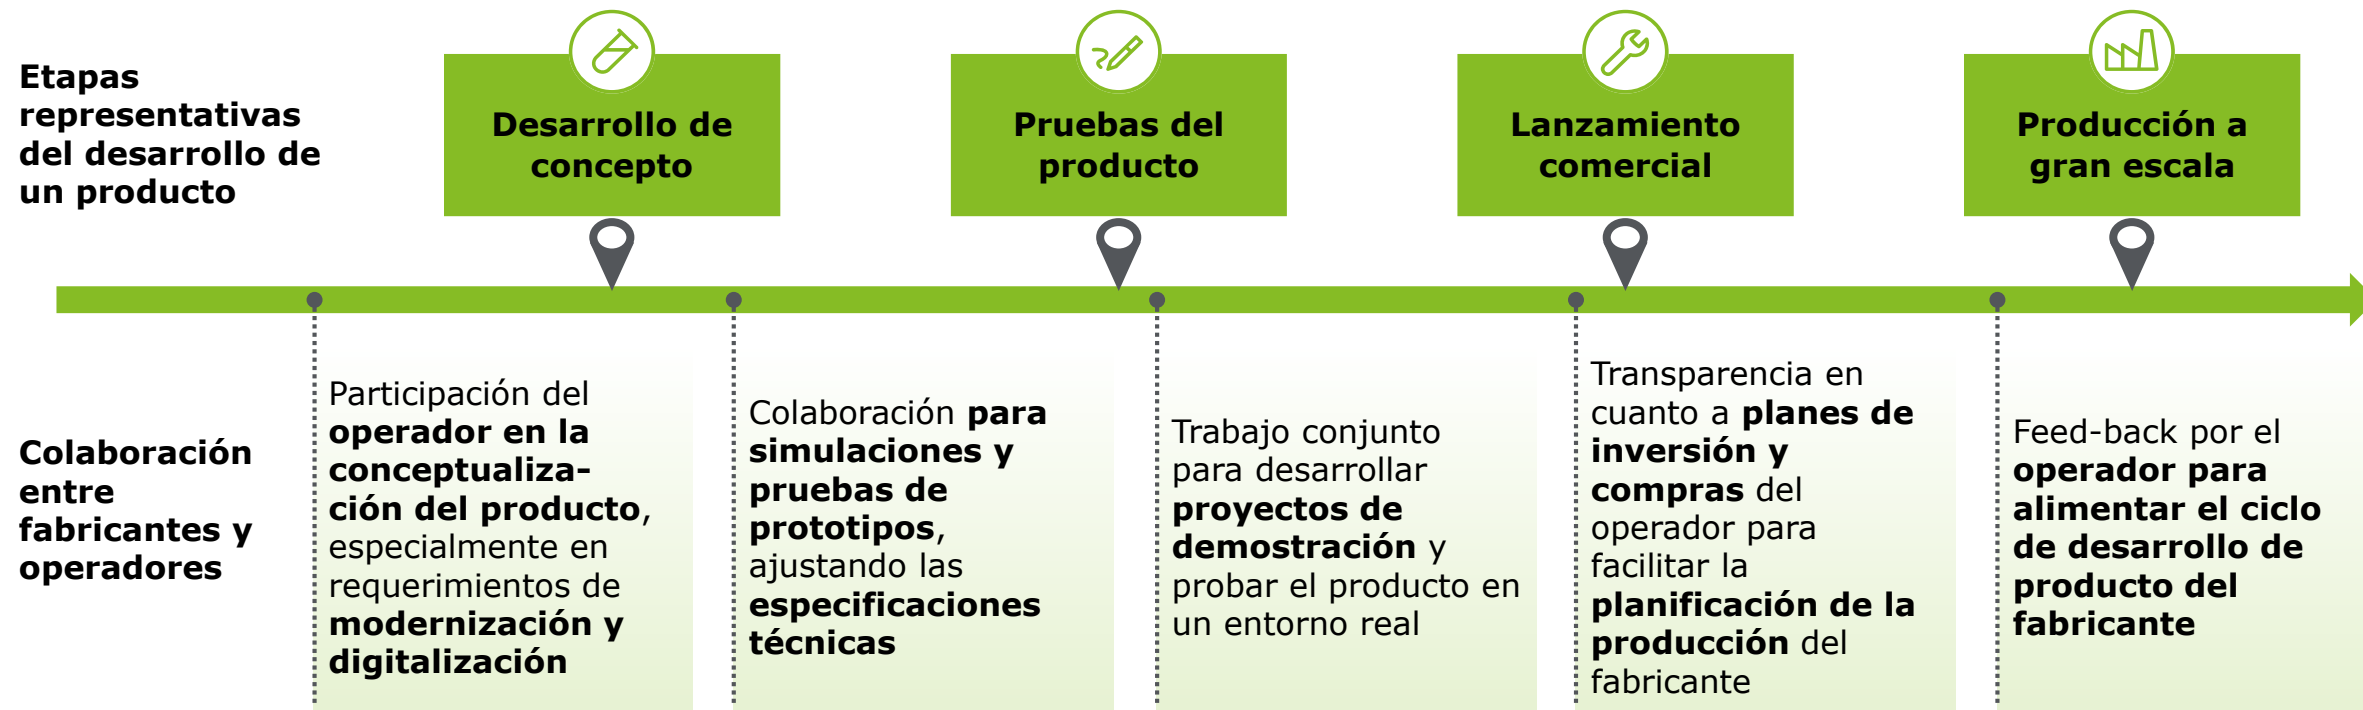 Etapas
representativas
del desarrollo de
un producto
Desarrollo de
concepto
Pruebas del
producto
Lanzamiento
comercial
Producción a
gran escala
Colaboración
entre
fabricantes y
operadores
Participación del
operador en la
conceptualiza-
ción del producto,
especialmente en
requerimientos de
modernización y
digitalización
Colaboración para
simulaciones y
pruebas de
prototipos,
ajustando las
especificaciones
técnicas
Trabajo conjunto
para desarrollar
proyectos de
demostración y
probar el producto en
un entorno real
Transparencia en
cuanto a planes de
inversión y
compras del
operador para
facilitar la
planificación de la
producción del
fabricante
Feed-back por el
operador para
alimentar el ciclo
de desarrollo de
producto del
fabricante